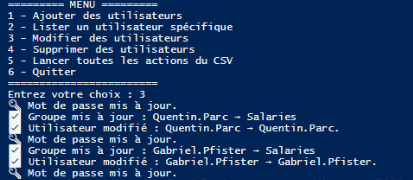 ========= MENU =========
1 - Ajouter des utilisateurs
2 - Lister un utilisateur spécifique
3 - Modifier des utilisateurs
4 - Supprimer des utilisateurs
5 - Lancer toutes les actions du CSV
6 - Quitter
========================
Entrez votre choix : 3
🔑 Mot de passe mis à jour.
✅ Groupe mis à jour : Quentin.Parc → Salaries
✅ Utilisateur modifié : Quentin.Parc → Quentin.Parc.
🔑 Mot de passe mis à jour.
✅ Groupe mis à jour : Gabriel.Pfister → Salaries
✅ Utilisateur modifié : Gabriel.Pfister → Gabriel.Pfister.
🔑 Mot de passe mis à jour.